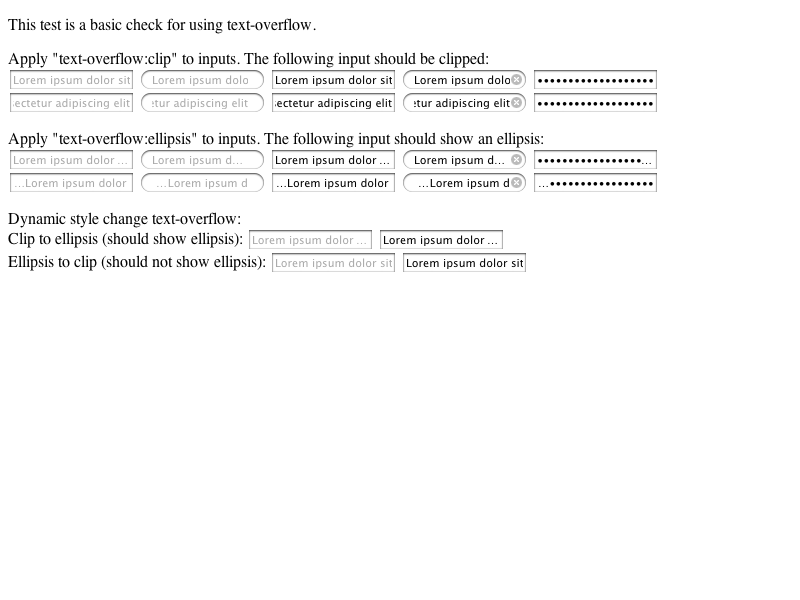 This test is a basic check for using text-overflow.
Apply "text-overflow:clip" to inputs. The following input should be clipped:
Lorem ipsum dolor sit Lorem ipsum dolo Lorem ipsum dolor sit Lorem ipsum dolo ••••••••••••••••••
ectetur adipiscing elit tur adipiscing elit ectetur adipiscing elit tur adipiscing elit ••••••••••••••••••
Apply "text-overflow:ellipsis" to inputs. The following input should show an ellipsis:
Lorem ipsum dolor ... Lorem ipsum d... Lorem ipsum dolor ... Lorem ipsum d... ••••••••••••••••...
...Lorem ipsum dolor ...Lorem ipsum d ...Lorem ipsum dolor ...Lorem ipsum d ...••••••••••••••••
Dynamic style change text-overflow:
Clip to ellipsis (should show ellipsis): Lorem ipsum dolor ... Lorem ipsum dolor ...
Ellipsis to clip (should not show ellipsis): Lorem ipsum dolor sit Lorem ipsum dolor sit